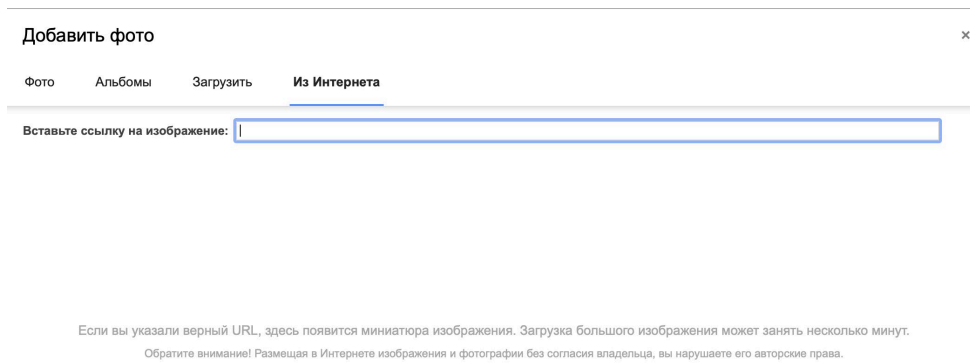 Добавить фото
Фото Альбомы Загрузить Из Интернета
Вставьте ссылку на изображение:
Если вы указали верный URL, здесь появится миниатюра изображения. Загрузка большого изображения может занять несколько минут.
Обратите внимание! Размещая в Интернете изображения и фотографии без согласия владельца, вы нарушаете его авторские права.